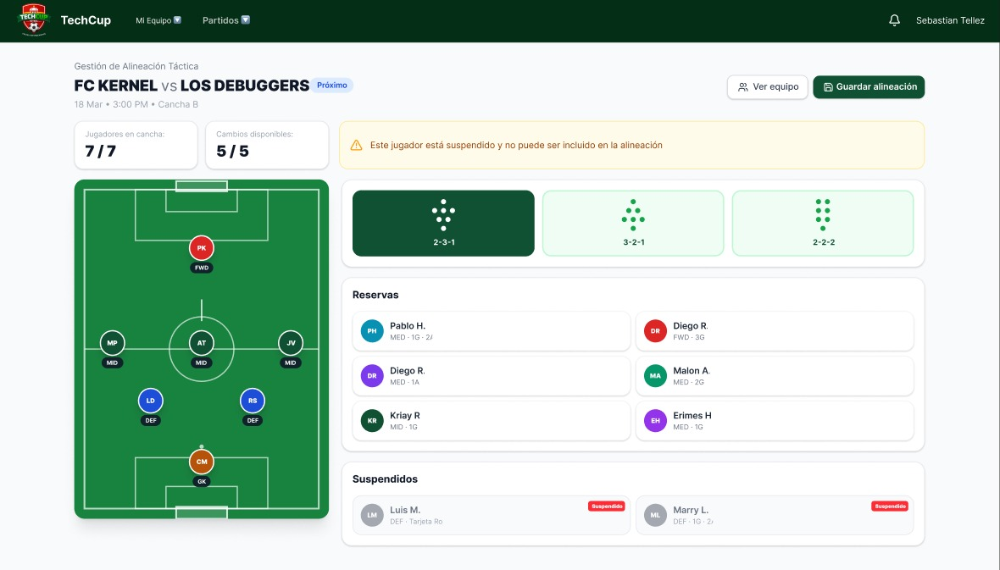 TECHCUP
TechCup
Mi Equipo
Partidos
Sebastian Tellez
Gestión de Alineación Táctica
FC KERNEL vs LOS DEBUGGERS
Próximo
18 Mar • 3:00 PM • Cancha B
Ver equipo
Guardar alineación
Jugadores en cancha:
7 / 7
Cambios disponibles:
5 / 5
Este jugador está suspendido y no puede ser incluido en la alineación
PK
FWD
MP
MID
AT
MID
JV
MID
LD
DEF
RS
DEF
CM
GK
2-3-1
3-2-1
2-2-2
Reservas
PH
Pablo H.
MED · 1G · 2
DR
Diego R.
FWD · 3G
DR
Diego R.
MED · 1A
MA
Malon A.
MED · 2G
KR
Kriay R
MID · 1G
EH
Erimes H
MED · 1G
Suspendidos
LM
Luis M.
DEF · Tarjeta Ro
Suspendido
ML
Marry L.
DEF · 1G · 2
Suspendido